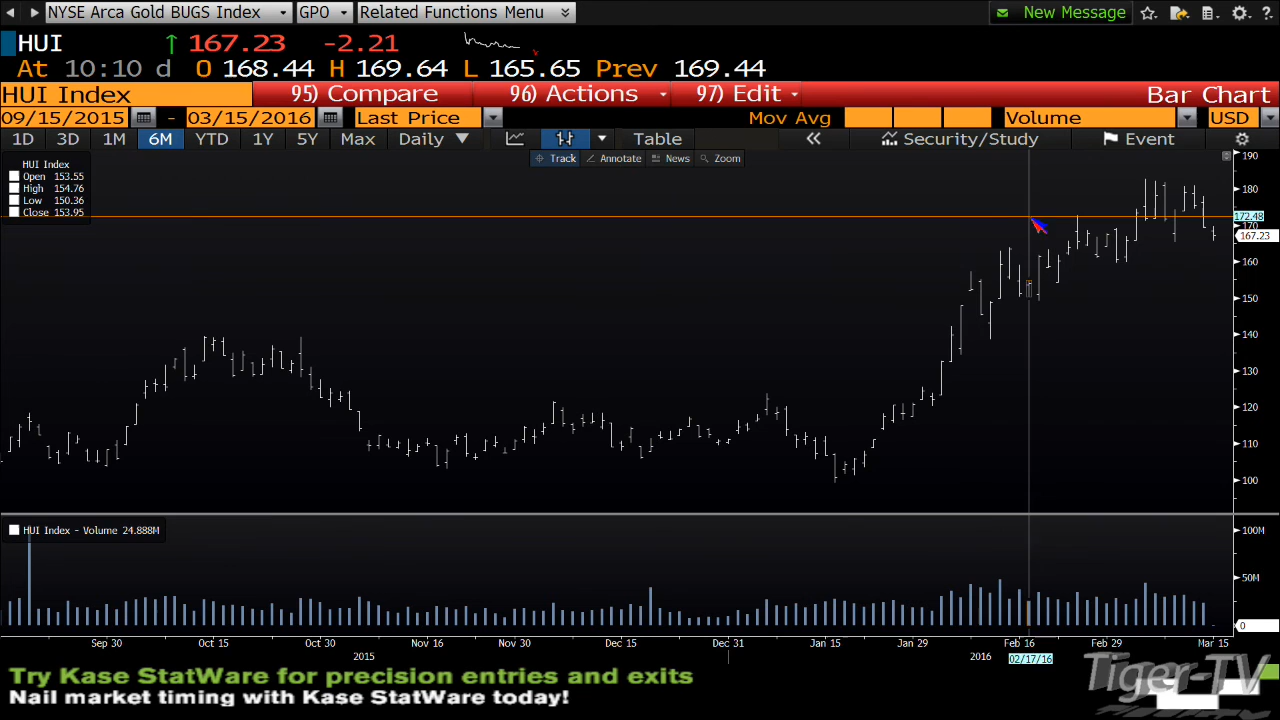 NYSE Arca Gold BUGS Index GPO Related Functions Menu New Message
HUI 167.23 -2.21
At 10:10 d O 168.44 H 169.64 L 165.65 Prev 169.44
HUI Index 95) Compare 96) Actions 97) Edit Bar Chart
09/15/2015 - 03/15/2016 Last Price Mov Avg Volume USD
1D 3D 1M 6M YTD 1Y 5Y Max Daily Table Security/Study Event
Track Annotate News Zoom
HUI Index
Open 153.55
High 154.76
Low 150.36
Close 153.95
190
180
172.48
170
167.23
160
150
140
130
120
110
100
HUI Index - Volume 24.888M
100M
50M
0
Sep 30 Oct 15 Oct 30 Nov 16 Nov 30 Dec 15 Dec 31 Jan 15 Jan 29 Feb 16 Feb 29 Mar 15
2015 2016 02/17/16
Try Kase StatWare for precision entries and exits
Nail market timing with Kase StatWare today!
Tiger-TV